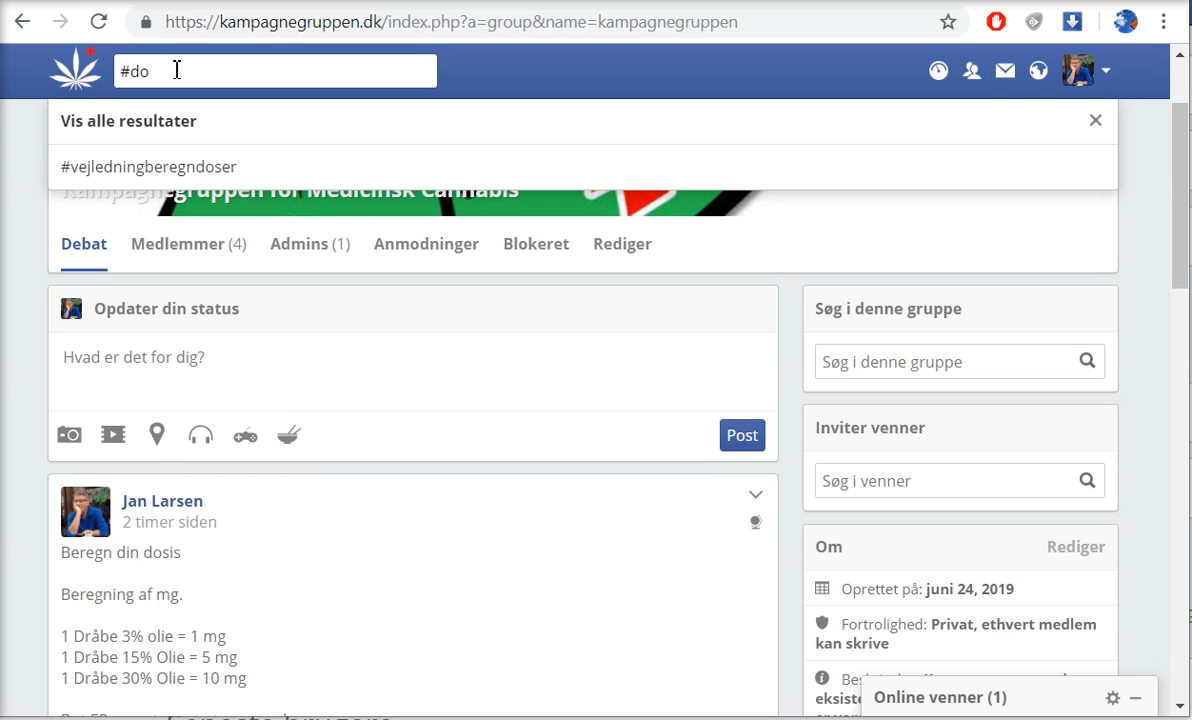 https://kampagnegruppen.dk/index.php?a=group&name=kampagnegruppen
#do
Vis alle resultater
#vejledningberegndoser
Kampagnegruppen for Medicinsk Cannabis
Debat
Medlemmer (4)
Admins (1)
Anmodninger
Blokeret
Rediger
Opdater din status
Hvad er det for dig?
Post
Jan Larsen
2 timer siden
Beregn din dosis
Beregning af mg.
1 Dråbe 3% olie = 1 mg
1 Dråbe 15% Olie = 5 mg
1 Dråbe 30% Olie = 10 mg
Søg i denne gruppe
Søg i denne gruppe
Inviter venner
Søg i venner
Om
Rediger
Oprettet på: juni 24, 2019
Fortrolighed: Privat, ethvert medlem
kan skrive
Online venner (1)